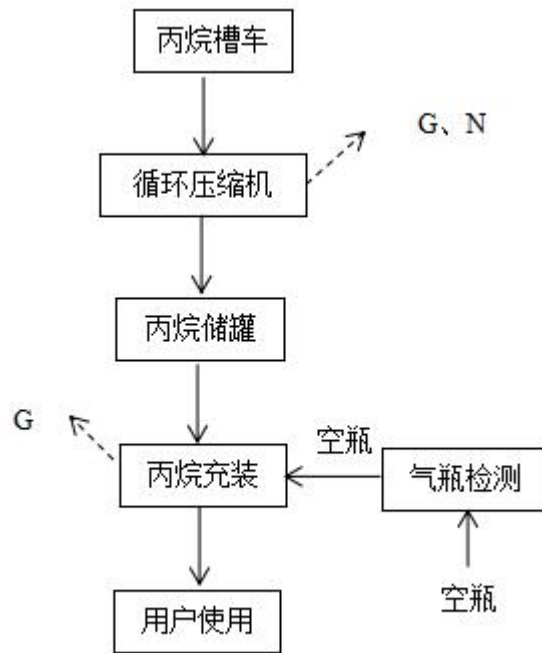 丙烷槽车
G、N
循环压缩机
丙烷储罐
G
空瓶
丙烷充装
气瓶检测
用户使用
空瓶